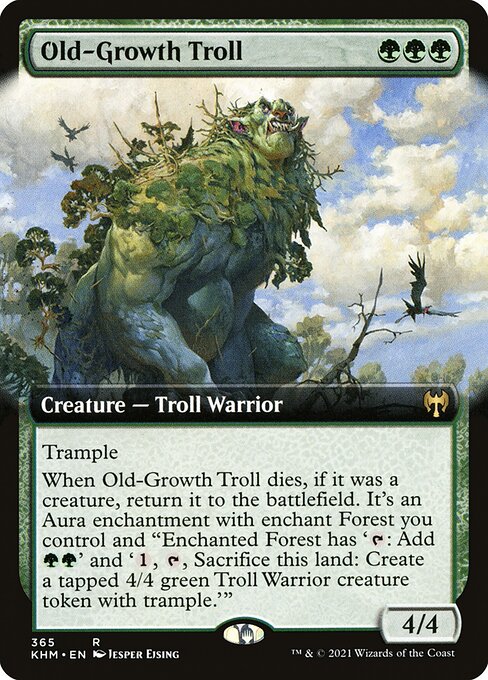 Old-Growth Troll
Creature — Troll Warrior
Trample
When Old-Growth Troll dies, if it was a
creature, return it to the battlefield. It's an
Aura enchantment with enchant Forest you
control and “Enchanted Forest has ‘: Add
’ and ‘1, , Sacrifice this land: Create
a tapped 4/4 green Troll Warrior creature
token with trample.’”
4/4
365 R
KHM • EN Jesper Eising
™ & © 2021 Wizards of the Coast